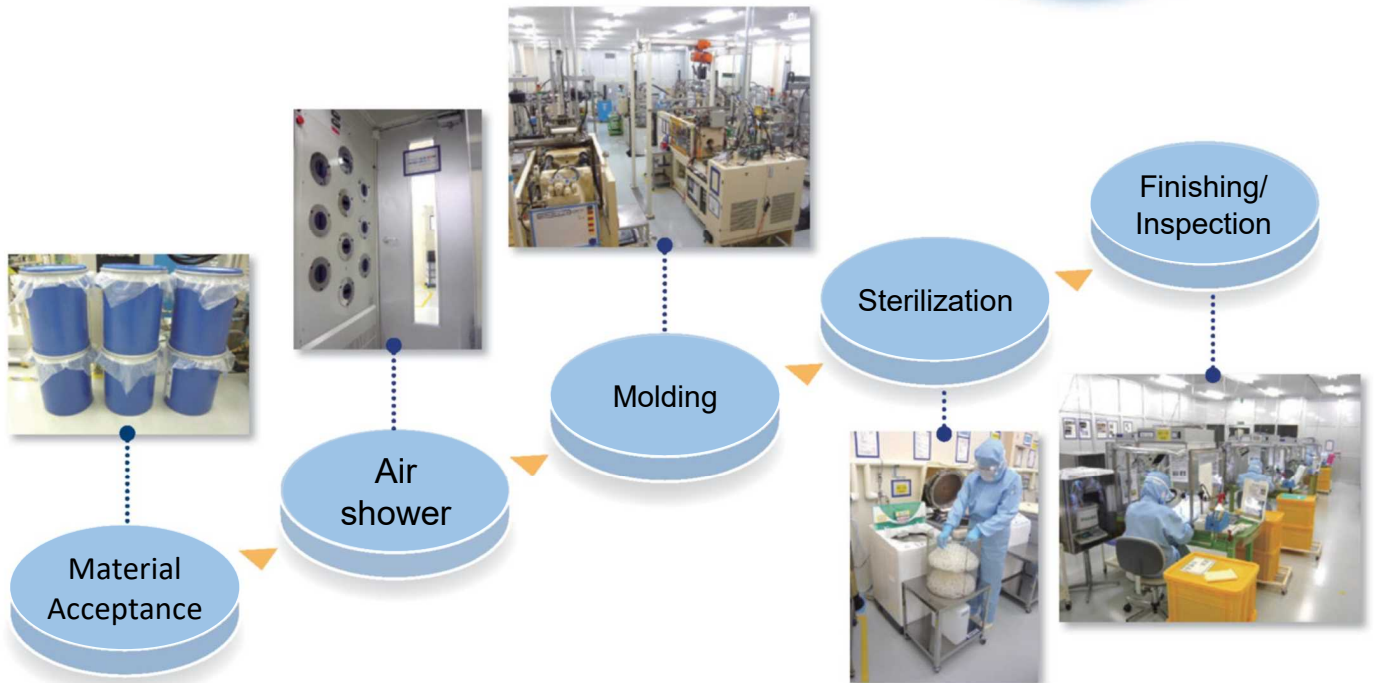 Material
Acceptance
Air
shower
Molding
Sterilization
Finishing/
Inspection